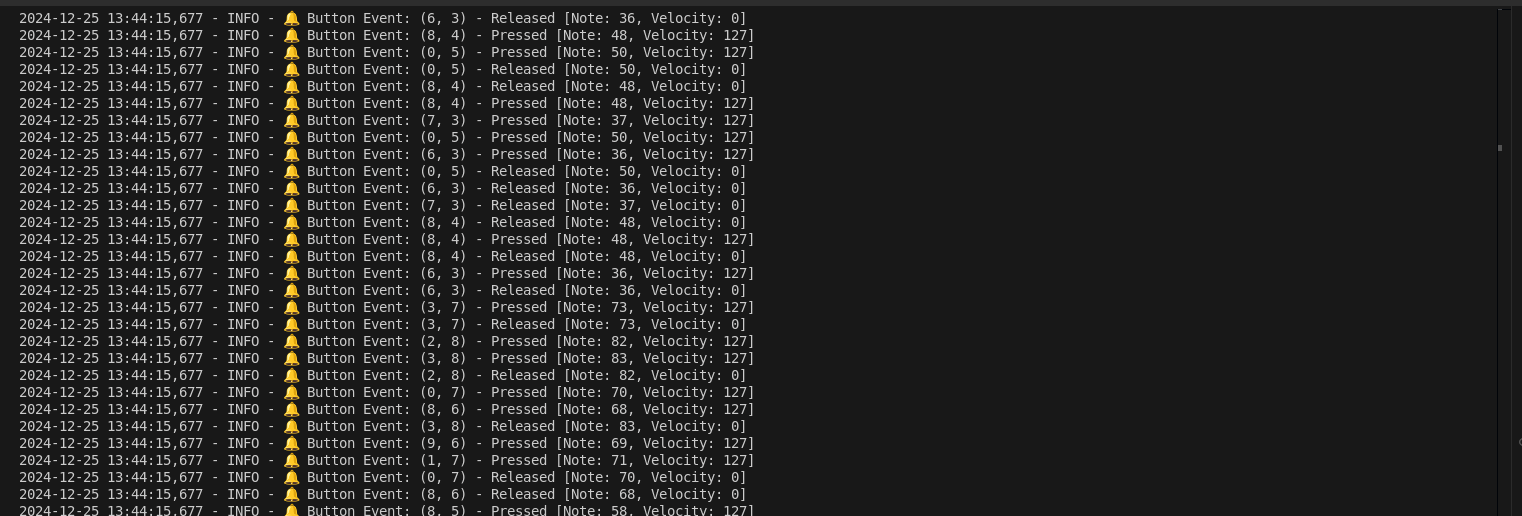 2024-12-25 13:44:15,677 - INFO - 🔔 Button Event: (6, 3) - Released [Note: 36, Velocity: 0]
2024-12-25 13:44:15,677 - INFO - 🔔 Button Event: (8, 4) - Pressed [Note: 48, Velocity: 127]
2024-12-25 13:44:15,677 - INFO - 🔔 Button Event: (0, 5) - Pressed [Note: 50, Velocity: 127]
2024-12-25 13:44:15,677 - INFO - 🔔 Button Event: (0, 5) - Released [Note: 50, Velocity: 0]
2024-12-25 13:44:15,677 - INFO - 🔔 Button Event: (8, 4) - Released [Note: 48, Velocity: 0]
2024-12-25 13:44:15,677 - INFO - 🔔 Button Event: (8, 4) - Pressed [Note: 48, Velocity: 127]
2024-12-25 13:44:15,677 - INFO - 🔔 Button Event: (7, 3) - Pressed [Note: 37, Velocity: 127]
2024-12-25 13:44:15,677 - INFO - 🔔 Button Event: (0, 5) - Pressed [Note: 50, Velocity: 127]
2024-12-25 13:44:15,677 - INFO - 🔔 Button Event: (6, 3) - Pressed [Note: 36, Velocity: 127]
2024-12-25 13:44:15,677 - INFO - 🔔 Button Event: (0, 5) - Released [Note: 50, Velocity: 0]
2024-12-25 13:44:15,677 - INFO - 🔔 Button Event: (6, 3) - Released [Note: 36, Velocity: 0]
2024-12-25 13:44:15,677 - INFO - 🔔 Button Event: (7, 3) - Released [Note: 37, Velocity: 0]
2024-12-25 13:44:15,677 - INFO - 🔔 Button Event: (8, 4) - Released [Note: 48, Velocity: 0]
2024-12-25 13:44:15,677 - INFO - 🔔 Button Event: (8, 4) - Pressed [Note: 48, Velocity: 127]
2024-12-25 13:44:15,677 - INFO - 🔔 Button Event: (8, 4) - Released [Note: 48, Velocity: 0]
2024-12-25 13:44:15,677 - INFO - 🔔 Button Event: (6, 3) - Pressed [Note: 36, Velocity: 127]
2024-12-25 13:44:15,677 - INFO - 🔔 Button Event: (6, 3) - Released [Note: 36, Velocity: 0]
2024-12-25 13:44:15,677 - INFO - 🔔 Button Event: (3, 7) - Pressed [Note: 73, Velocity: 127]
2024-12-25 13:44:15,677 - INFO - 🔔 Button Event: (3, 7) - Released [Note: 73, Velocity: 0]
2024-12-25 13:44:15,677 - INFO - 🔔 Button Event: (2, 8) - Pressed [Note: 82, Velocity: 127]
2024-12-25 13:44:15,677 - INFO - 🔔 Button Event: (3, 8) - Pressed [Note: 83, Velocity: 127]
2024-12-25 13:44:15,677 - INFO - 🔔 Button Event: (2, 8) - Released [Note: 82, Velocity: 0]
2024-12-25 13:44:15,677 - INFO - 🔔 Button Event: (0, 7) - Pressed [Note: 70, Velocity: 127]
2024-12-25 13:44:15,677 - INFO - 🔔 Button Event: (8, 6) - Pressed [Note: 68, Velocity: 127]
2024-12-25 13:44:15,677 - INFO - 🔔 Button Event: (3, 8) - Released [Note: 83, Velocity: 0]
2024-12-25 13:44:15,677 - INFO - 🔔 Button Event: (9, 6) - Pressed [Note: 69, Velocity: 127]
2024-12-25 13:44:15,677 - INFO - 🔔 Button Event: (1, 7) - Pressed [Note: 71, Velocity: 127]
2024-12-25 13:44:15,677 - INFO - 🔔 Button Event: (0, 7) - Released [Note: 70, Velocity: 0]
2024-12-25 13:44:15,677 - INFO - 🔔 Button Event: (8, 6) - Released [Note: 68, Velocity: 0]
2024-12-25 13:44:15,677 - INFO - 🔔 Button Event: (8, 5) - Pressed [Note: 58, Velocity: 127]